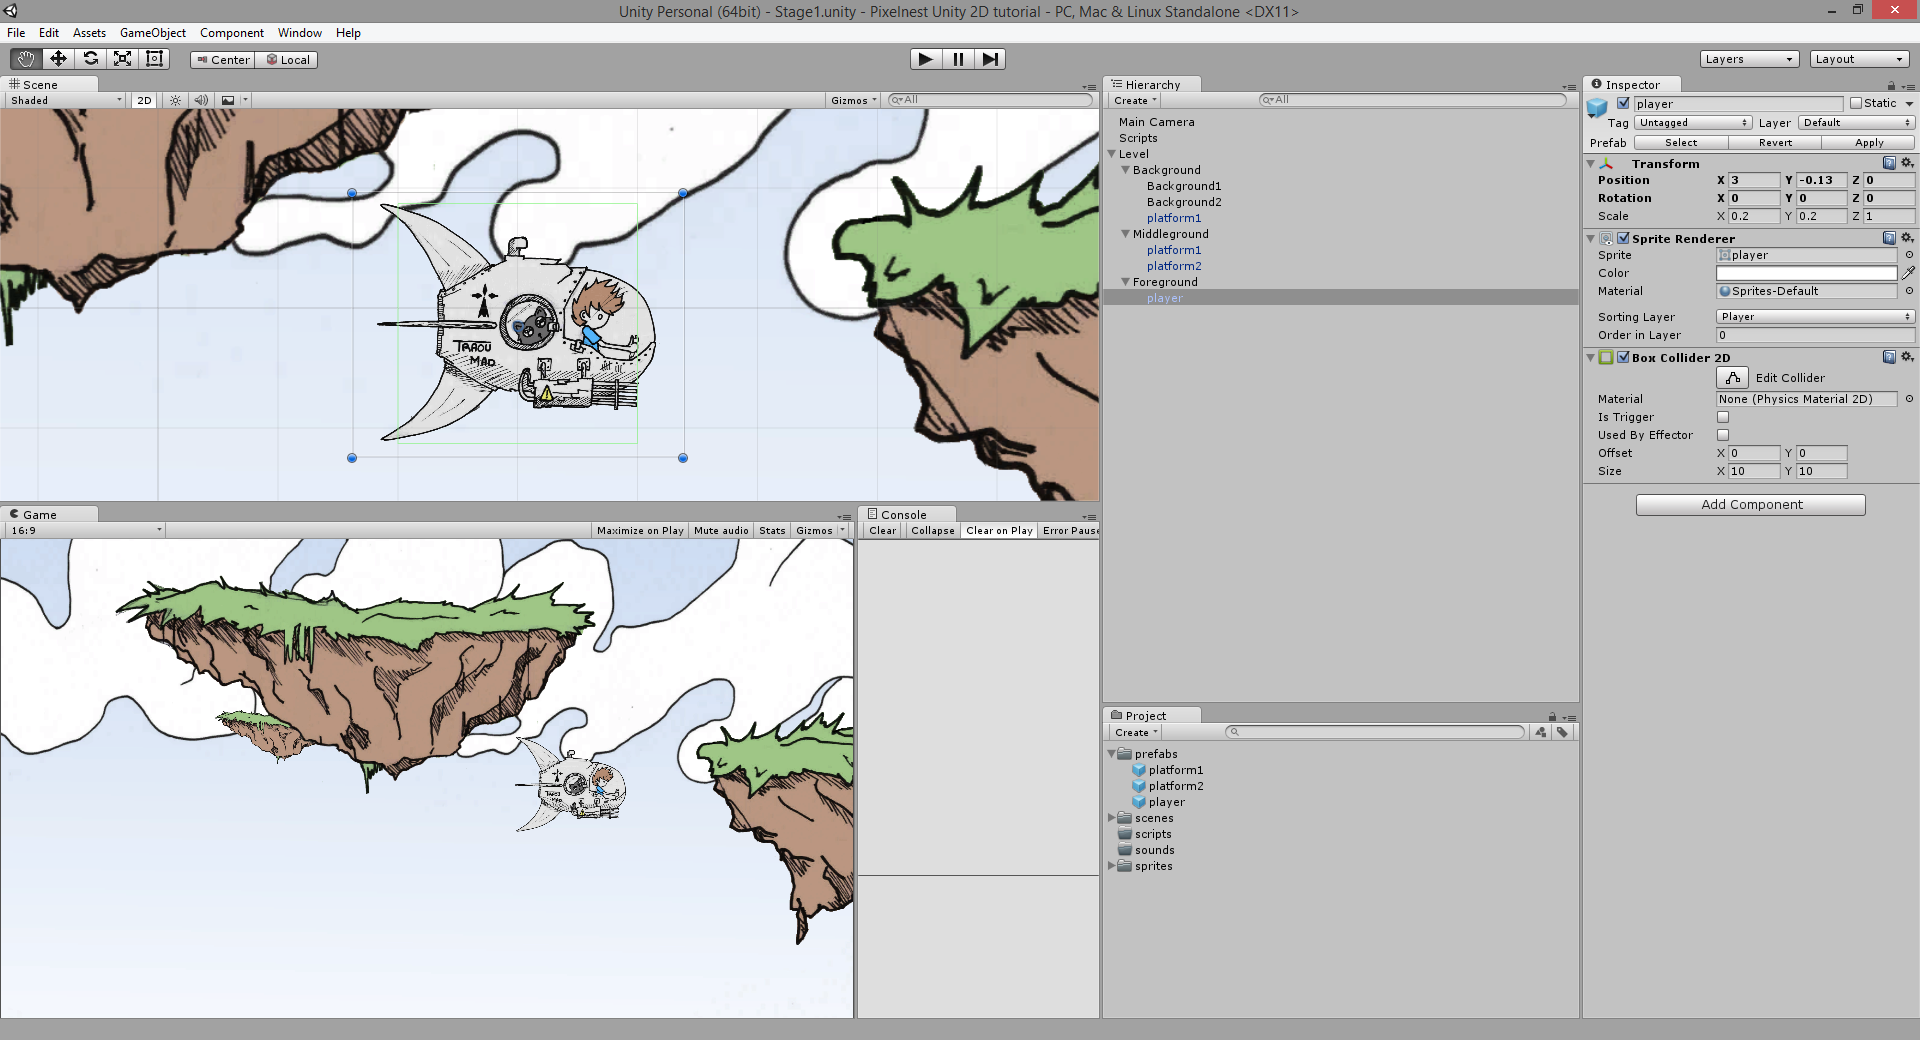 Unity Personal (64bit) - Stage1.unity - Pixelnest Unity 2D tutorial - PC, Mac & Linux Standalone <DX11>
File Edit Assets GameObject Component Window Help
Center Local Layers Layout
Scene
Shaded 2D Gizmos All
TRAOU
MAD
Game
16:9 Maximize on Play Mute audio Stats Gizmos
TRAOU
MAD
Console
Clear Collapse Clear on Play Error Paus
Hierarchy
Create All
Main Camera
Scripts
Level
Background
Background1
Background2
platform1
Middleground
platform1
platform2
Foreground
player
Project
Create
prefabs
platform1
platform2
player
scenes
scripts
sounds
sprites
Inspector
player Static
Tag Untagged Layer Default
Prefab Select Revert Apply
Transform
Position X 3 Y -0.13 Z 0
Rotation X 0 Y 0 Z 0
Scale X 0.2 Y 0.2 Z 1
Sprite Renderer
Sprite player
Color
Material Sprites-Default
Sorting Layer Player
Order in Layer 0
Box Collider 2D
Edit Collider
Material None (Physics Material 2D)
Is Trigger
Used By Effector
Offset X 0 Y 0
Size X 10 Y 10
Add Component